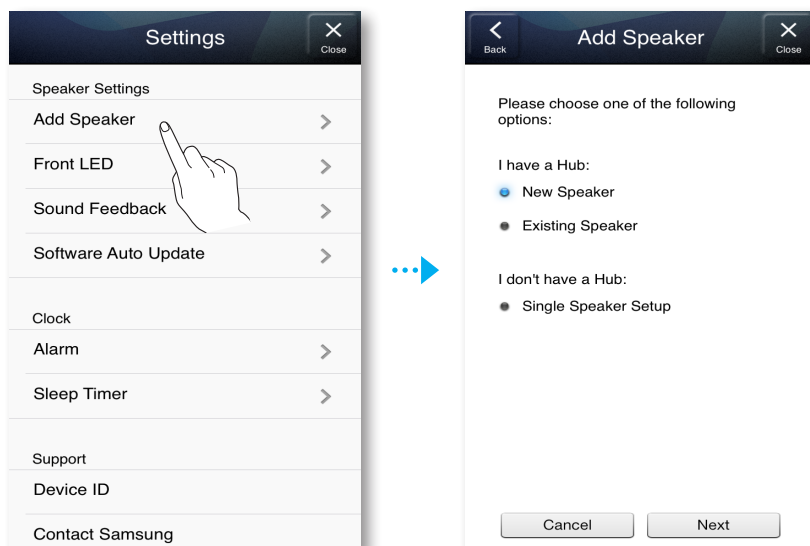 Settings
Close
Speaker Settings
Add Speaker
Front LED
Sound Feedback
Software Auto Update
Clock
Alarm
Sleep Timer
Support
Device ID
Contact Samsung
Back
Add Speaker
Close
Please choose one of the following
options:
I have a Hub:
New Speaker
Existing Speaker
I don't have a Hub:
Single Speaker Setup
Cancel
Next